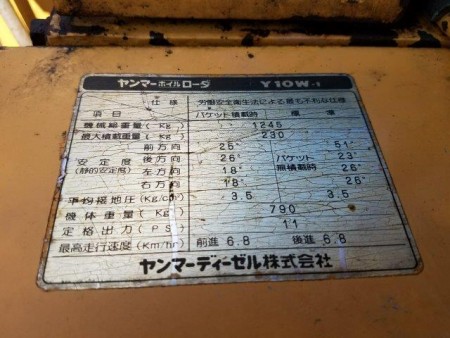 ヤンマーホイルローダ Y10W-1
仕様 労働安全衛生法による最も不利な仕様
項目 バケット積載時 標準
機械総重量(Kg) 1245
最大積載重量(Kg) 230
前方向 25° 51°
安定度 後方向 26° バケット 23°
(静的安定度) 左方向 18° 無積載時 26°
右方向 18° 26°
平均接地圧(Kg/cm²) 3.5 3.5
機体重量(Kg) 790
定格出力(PS) 11
最高走行速度(Km/hr) 前進 6.8 後進 6.8
ヤンマーディーゼル株式会社